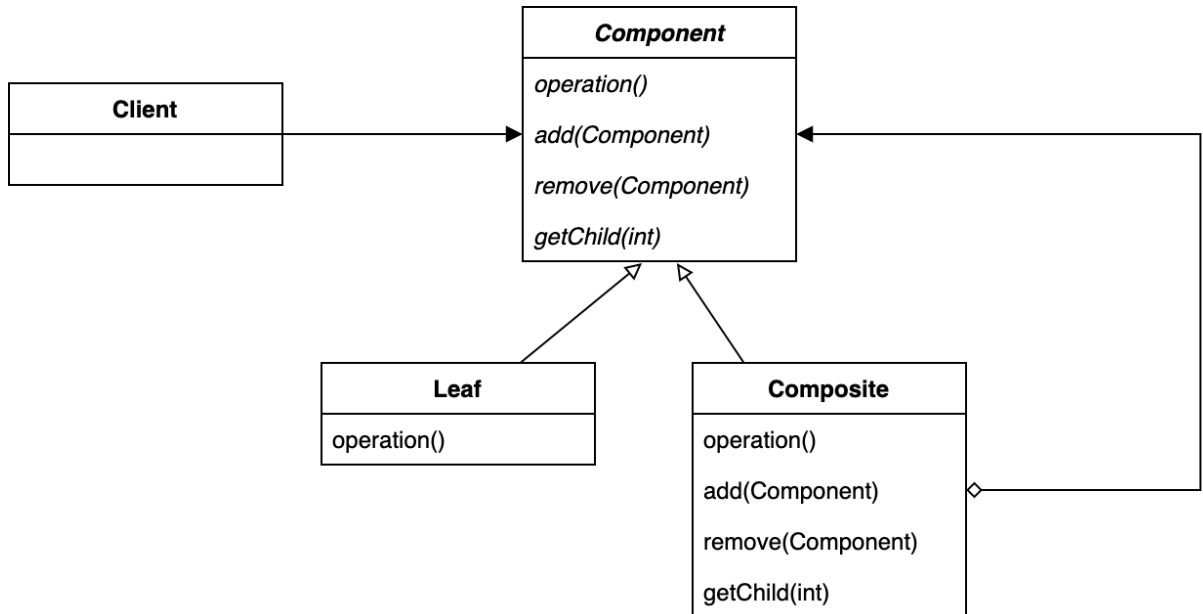 Component
operation()
add(Component)
remove(Component)
getChild(int)
Client
Leaf
operation()
Composite
operation()
add(Component)
remove(Component)
getChild(int)